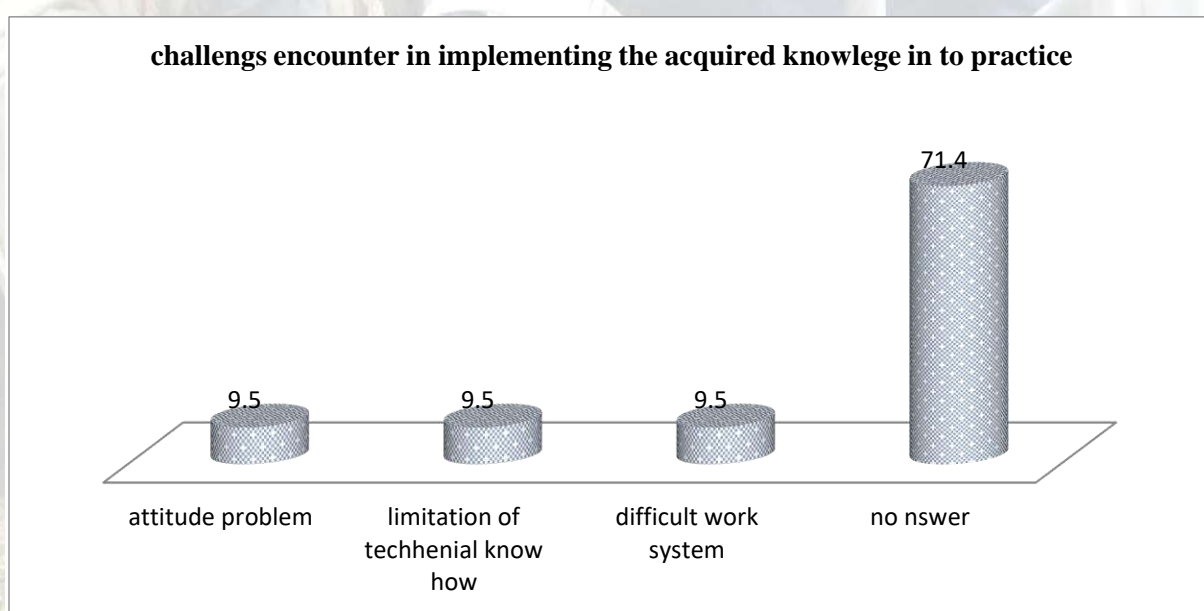 challengs encounter in implementing the acquired knowlege in to practice
71.4
9.5
9.5
9.5
attitude problem
limitation of
techhenial know
how
difficult work
system
no nswer